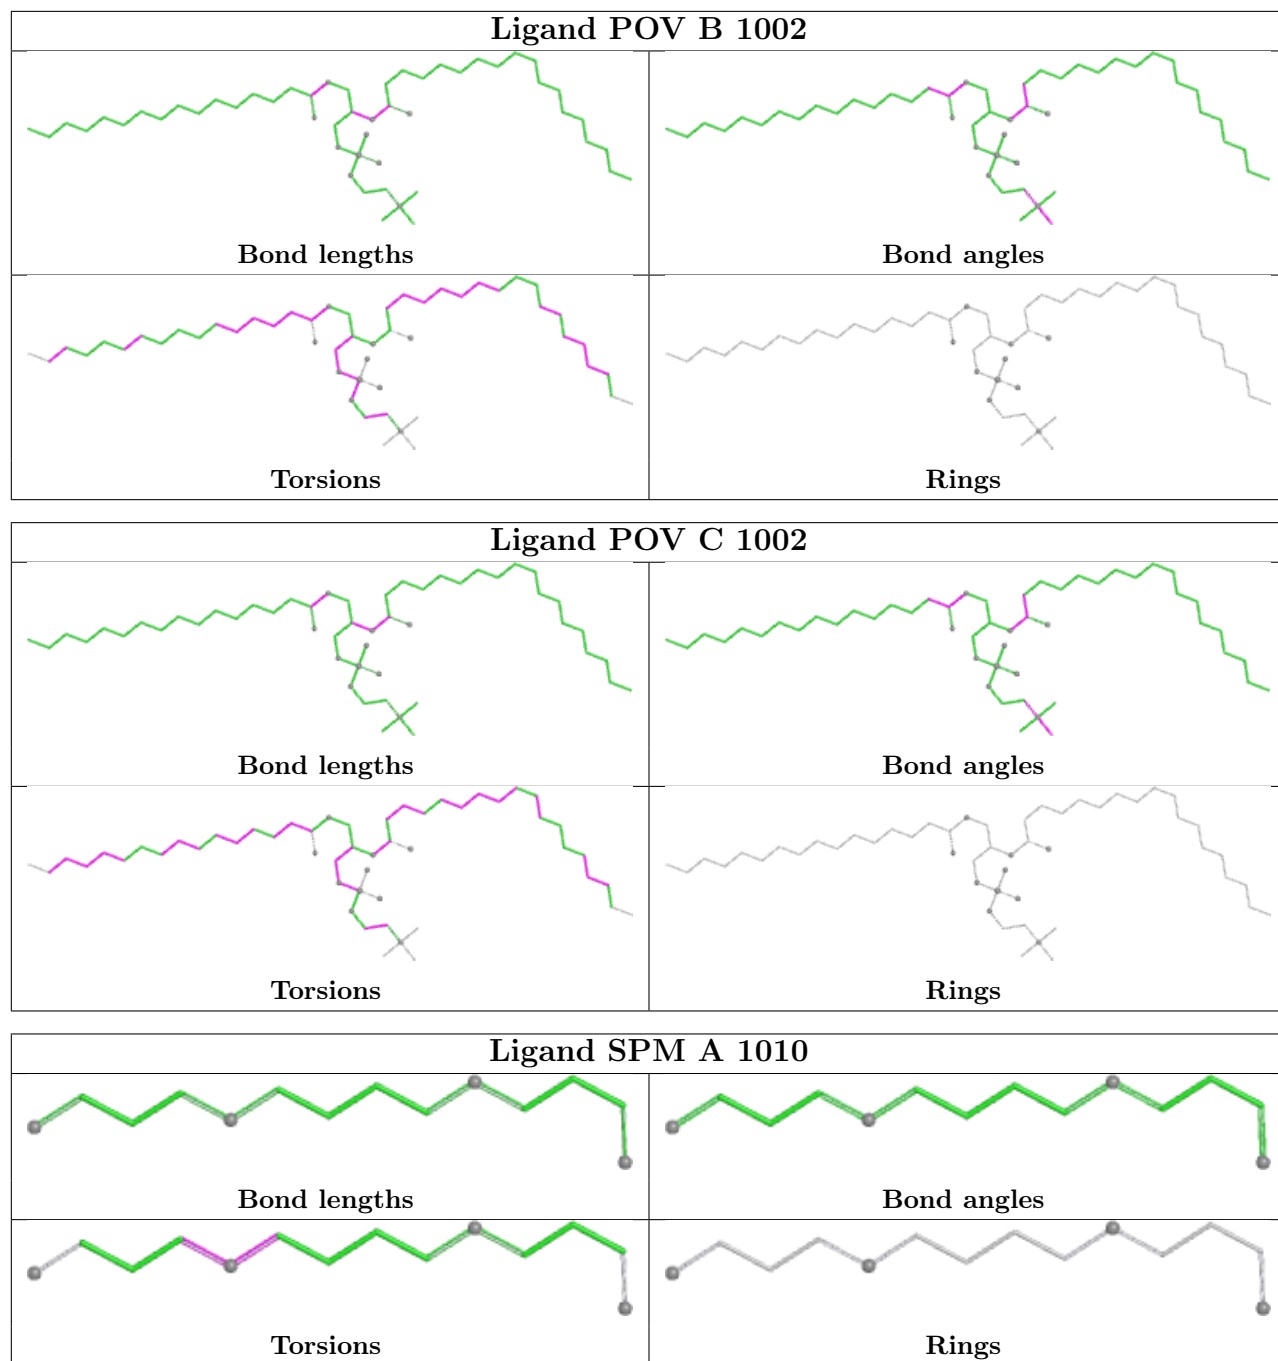 Ligand POV B 1002
Bond lengths Bond angles
Torsions Rings
Ligand POV C 1002
Bond lengths Bond angles
Torsions Rings
Ligand SPM A 1010
Bond lengths Bond angles
Torsions Rings